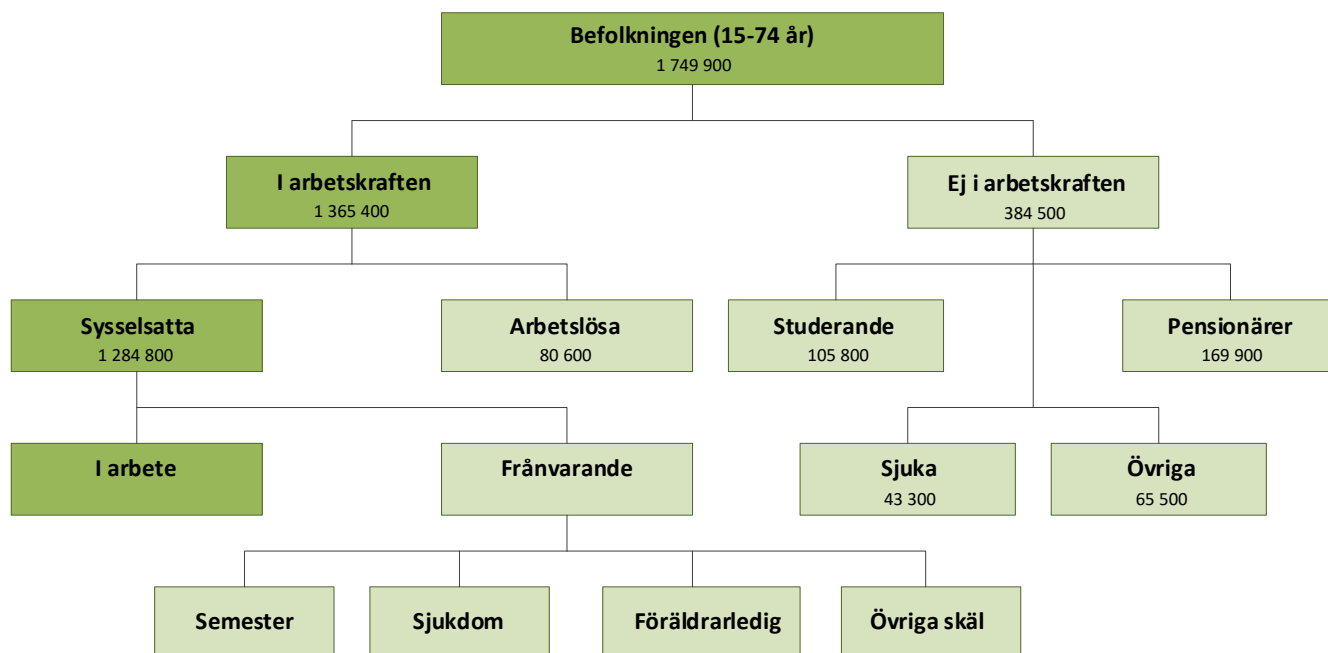 Befolkningen (15-74 år)
1 749 900
I arbetskraften
1 365 400
Ej i arbetskraften
384 500
Sysselsatta
1 284 800
Arbetslösa
80 600
Studerande
105 800
Pensionärer
169 900
I arbete
Frånvarande
Sjuka
43 300
Övriga
65 500
Semester
Sjukdom
Föräldrarledig
Övriga skäl